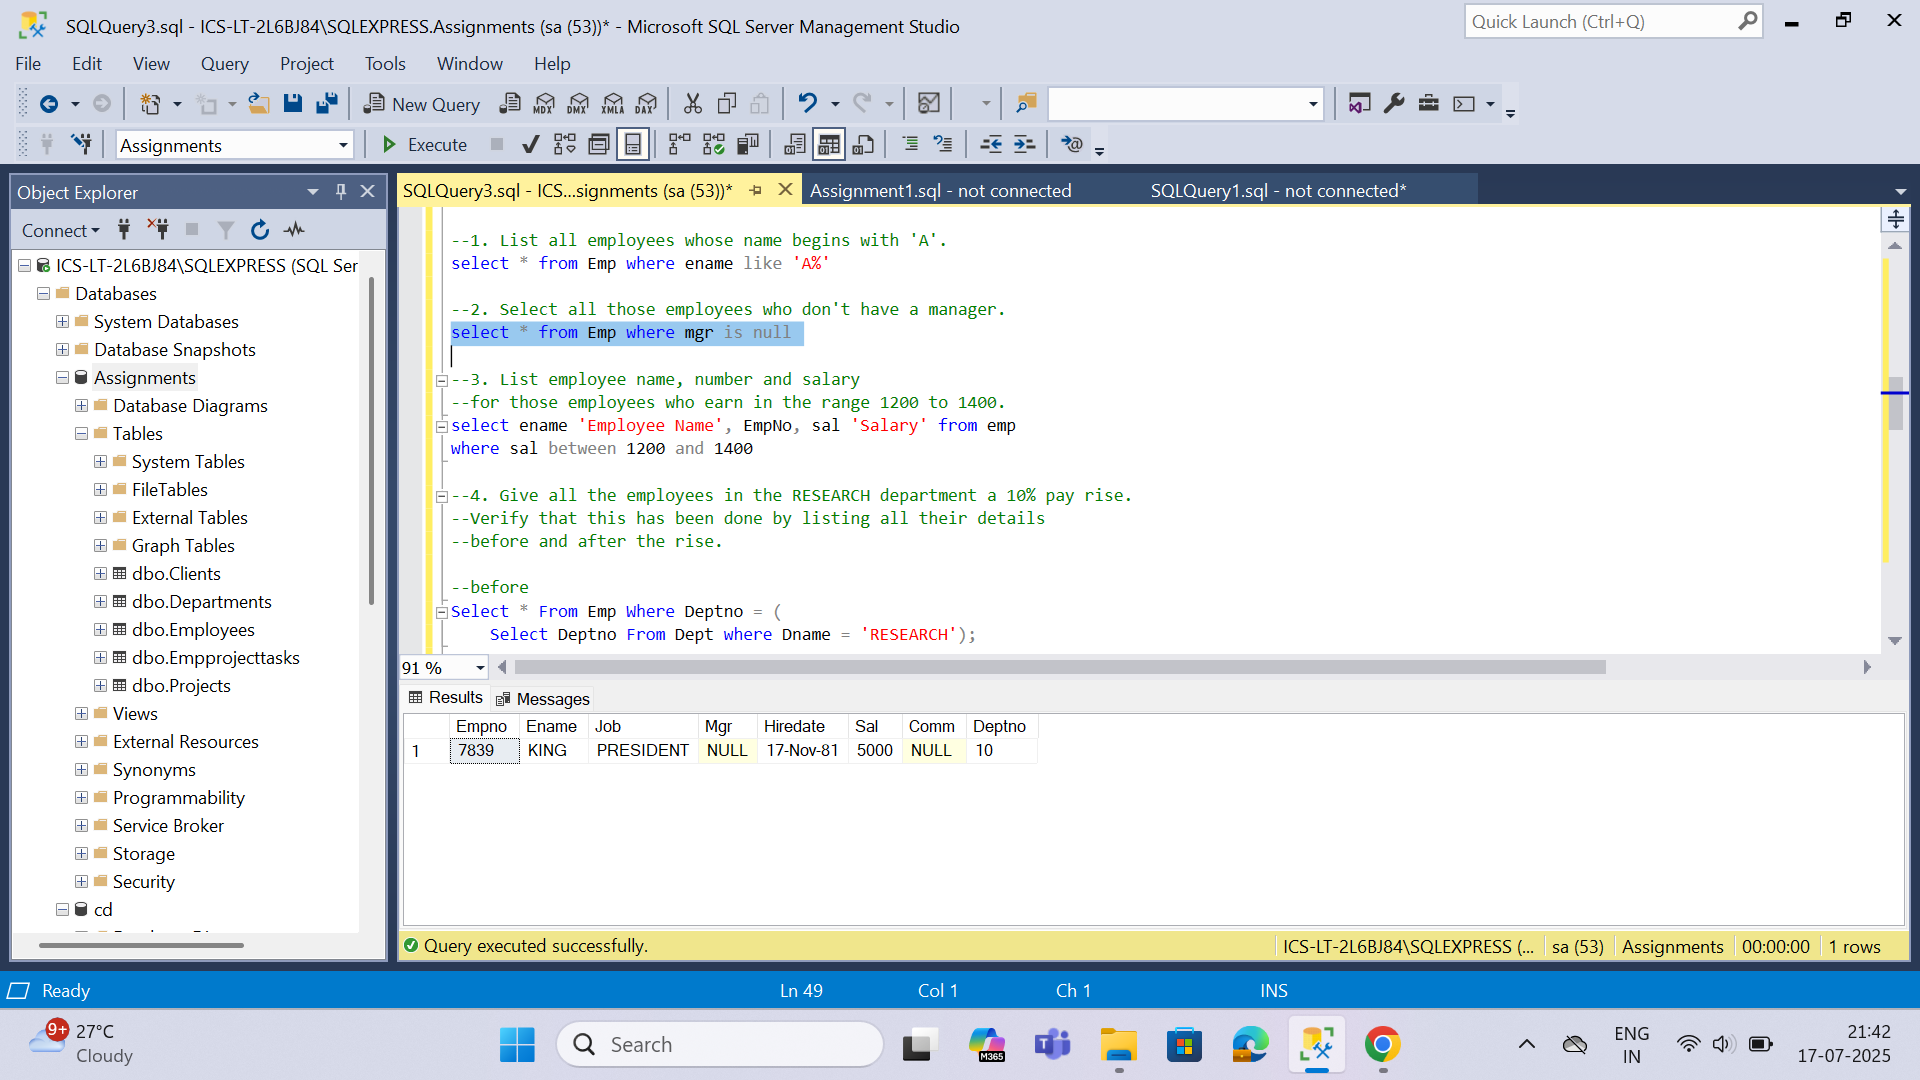 SQLQuery3.sql - ICS-LT-2L6BJ84\SQLEXPRESS.Assignments (sa (53))* - Microsoft SQL Server Management Studio
Quick Launch (Ctrl+Q)
File Edit View Query Project Tools Window Help
New Query MDX DMX XMLA DAX
Assignments Execute
Object Explorer
Connect
ICS-LT-2L6BJ84\SQLEXPRESS (SQL Ser
Databases
System Databases
Database Snapshots
Assignments
Database Diagrams
Tables
System Tables
FileTables
External Tables
Graph Tables
dbo.Clients
dbo.Departments
dbo.Employees
dbo.Empprojecttasks
dbo.Projects
Views
External Resources
Synonyms
Programmability
Service Broker
Storage
Security
cd
SQLQuery3.sql - ICS...signments (sa (53))* Assignment1.sql - not connected SQLQuery1.sql - not connected*
--1. List all employees whose name begins with 'A'.
select * from Emp where ename like 'A%'
--2. Select all those employees who don't have a manager.
select * from Emp where mgr is null
--3. List employee name, number and salary
--for those employees who earn in the range 1200 to 1400.
select ename 'Employee Name', EmpNo, sal 'Salary' from emp
where sal between 1200 and 1400
--4. Give all the employees in the RESEARCH department a 10% pay rise.
--Verify that this has been done by listing all their details
--before and after the rise.
--before
Select * From Emp Where Deptno = (
Select Deptno From Dept where Dname = 'RESEARCH');
91 %
Results Messages
Empno Ename Job Mgr Hiredate Sal Comm Deptno
1 7839 KING PRESIDENT NULL 17-Nov-81 5000 NULL 10
Query executed successfully. ICS-LT-2L6BJ84\SQLEXPRESS (... sa (53) Assignments 00:00:00 1 rows
Ready Ln 49 Col 1 Ch 1 INS
9+ 27°C
Cloudy
Search
M365
ENG
IN
21:42
17-07-2025